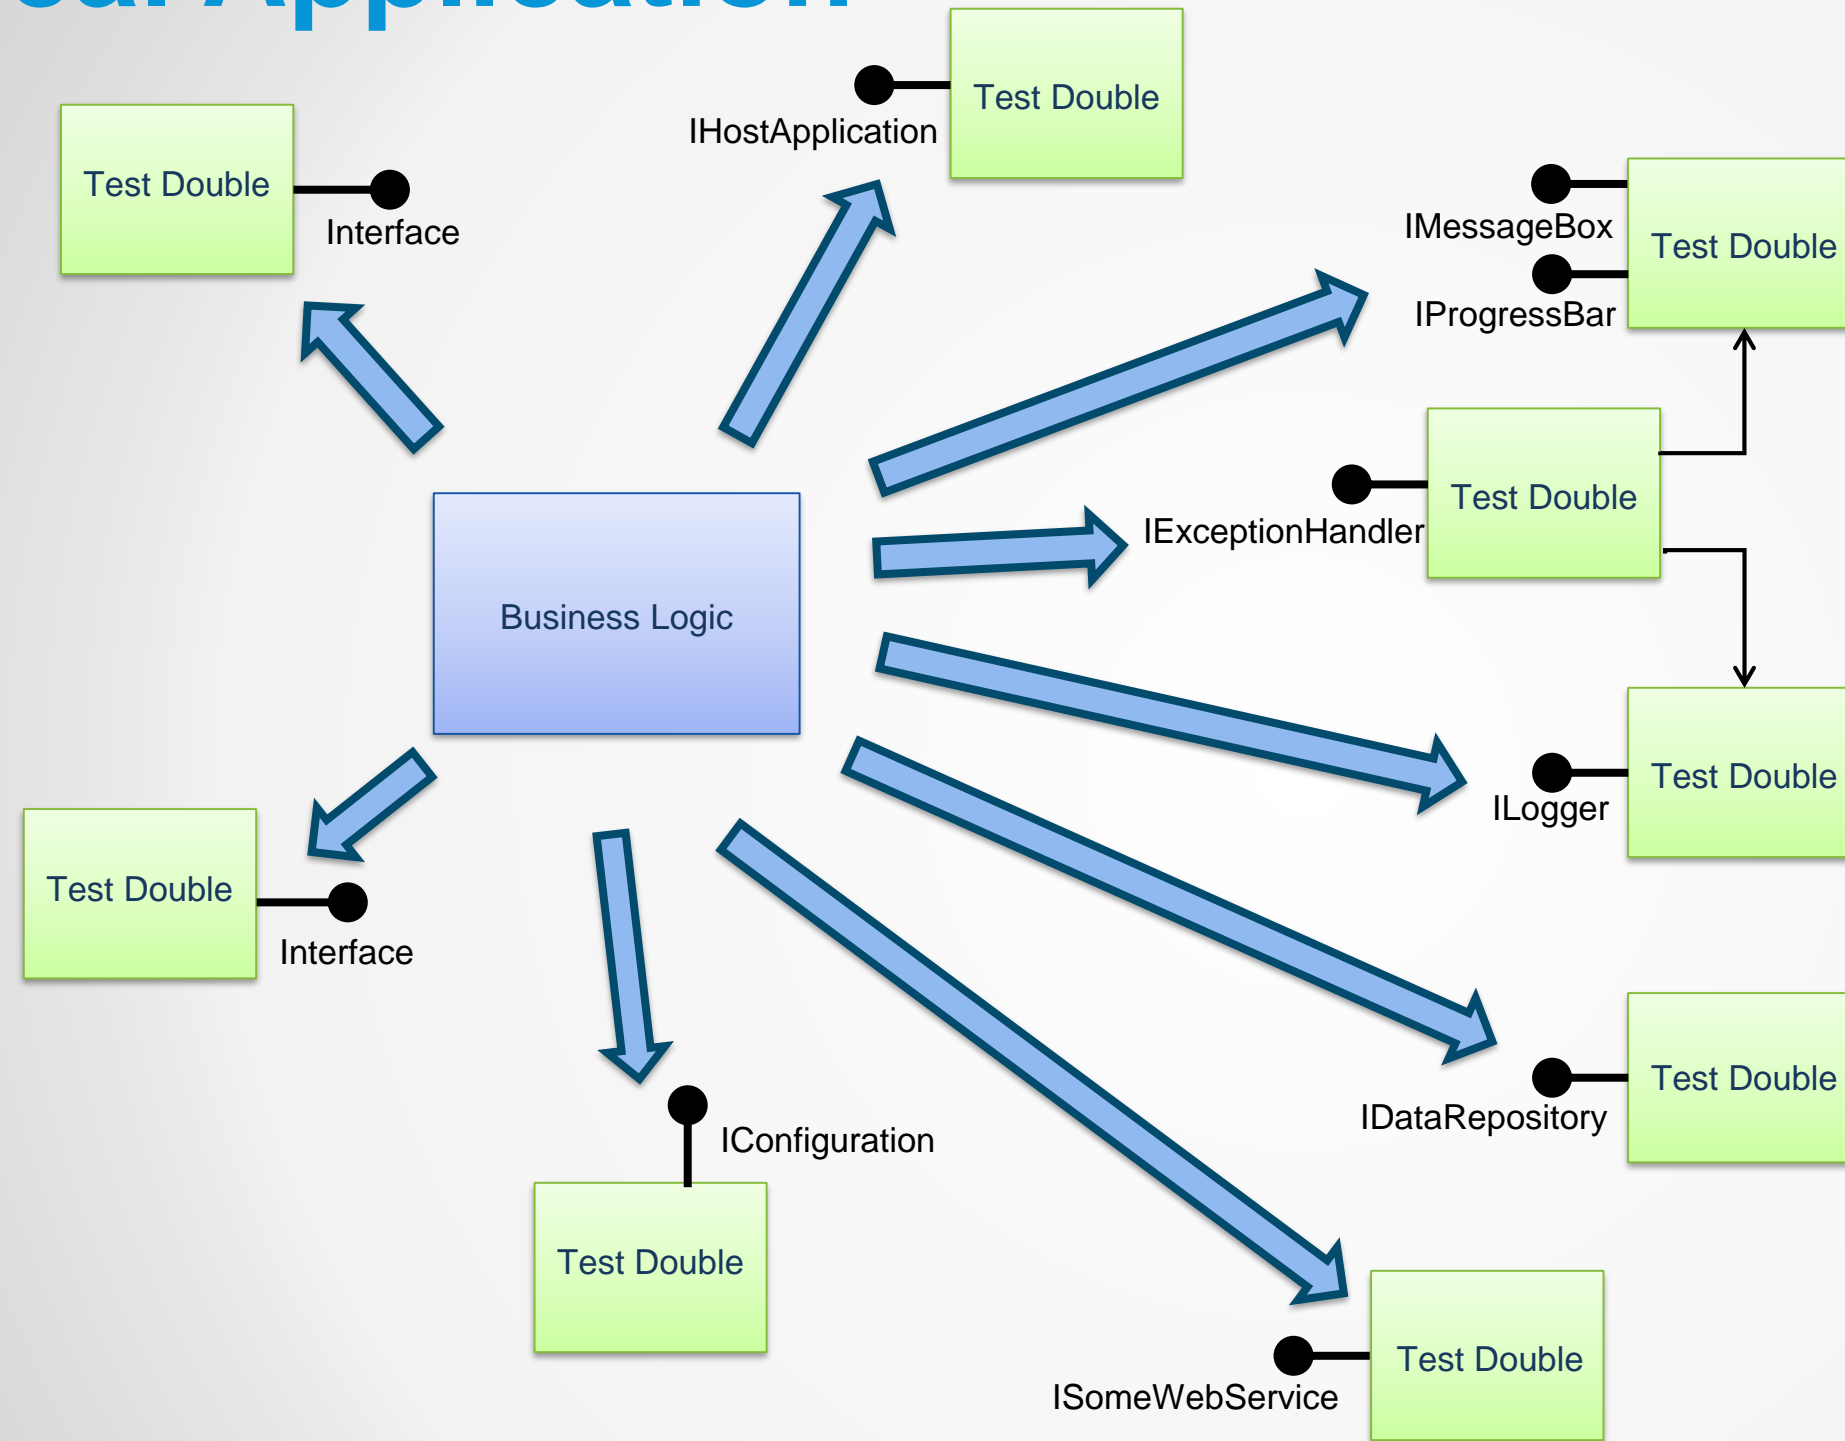 Application
Test Double
IHostApplication
Test Double
Interface
IMessageBox
Test Double
IProgressBar
Test Double
IExceptionHandler
Business Logic
Test Double
ILogger
Test Double
Interface
Test Double
IDataRepository
IConfiguration
Test Double
Test Double
ISomeWebService